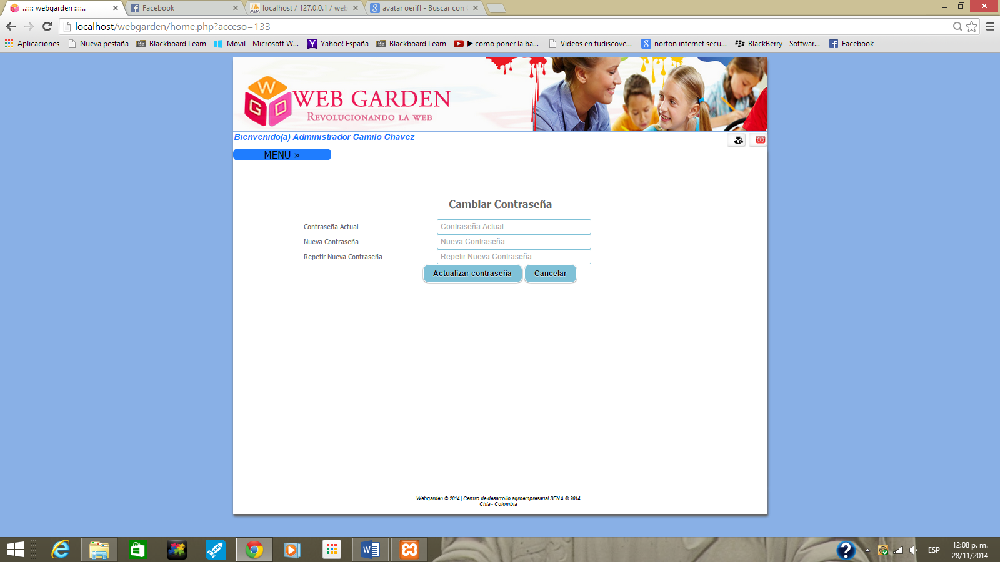 ..:::: webgarden ::::..
Facebook
localhost / 127.0.0.1 / web
avatar oerifl - Buscar con
localhost/webgarden/home.php?acceso=133
Aplicaciones
Nueva pestaña
Blackboard Learn
Móvil - Microsoft W...
Yahoo! España
Blackboard Learn
▶ como poner la ba...
Videos en tudiscove...
norton internet secu...
BlackBerry - Softwar...
Facebook
W G D
WEB GARDEN
REVOLUCIONANDO LA WEB
Bienvenido(a) Administrador Camilo Chavez
MENU »
Cambiar Contraseña
Contraseña Actual
Contraseña Actual
Nueva Contraseña
Nueva Contraseña
Repetir Nueva Contraseña
Repetir Nueva Contraseña
Actualizar contraseña
Cancelar
Webgarden © 2014 | Centro de desarrollo agroempresarial SENA © 2014
Chía - Colombia
ESP
12:08 p. m.
28/11/2014